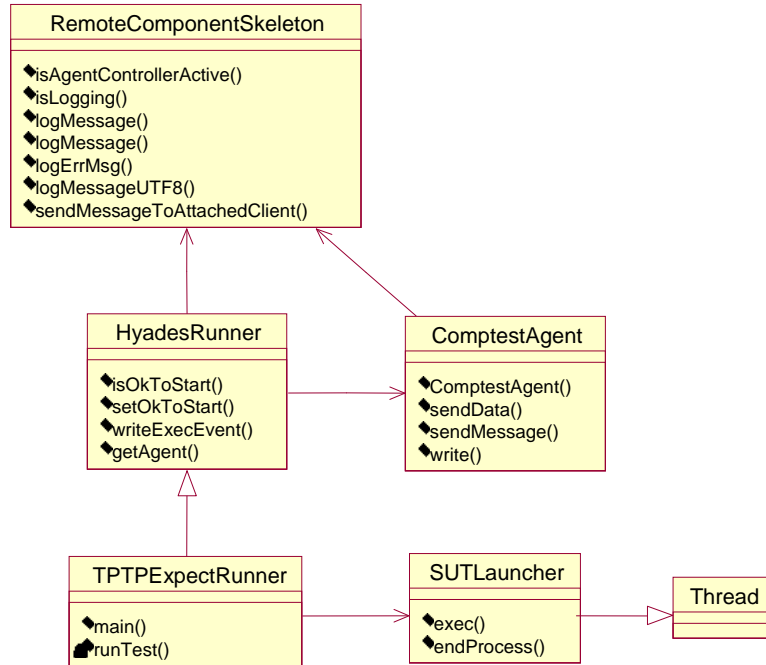 RemoteComponentSkeleton
isAgentControllerActive()
isLogging()
logMessage()
logMessage()
logErrMsg()
logMessageUTF8()
sendMessageToAttachedClient()
HyadesRunner
isOkToStart()
setOkToStart()
writeExecEvent()
getAgent()
ComptestAgent
ComptestAgent()
sendData()
sendMessage()
write()
TPTPExpectRunner
main()
runTest()
SUTLauncher
exec()
endProcess()
Thread